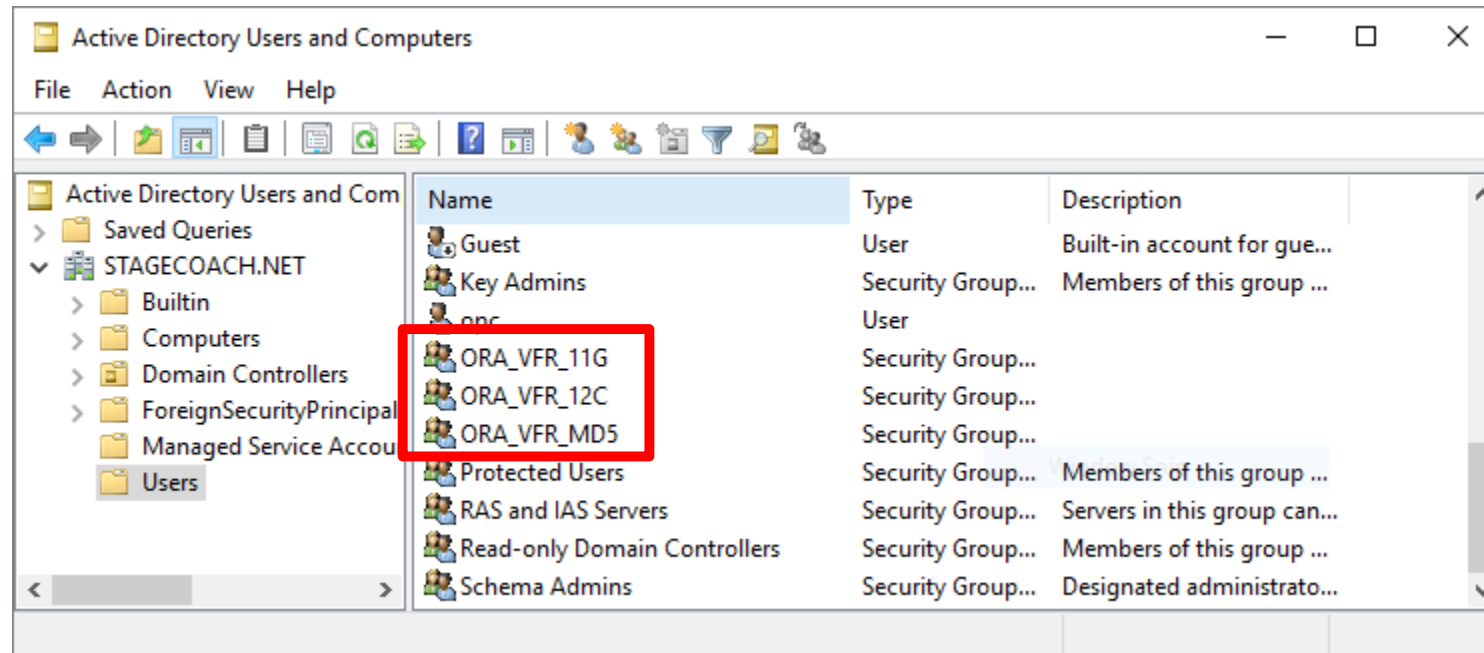 Active Directory Users and Computers
File Action View Help
Active Directory Users and Com
Saved Queries
STAGECOACH.NET
Builtin
Computers
Domain Controllers
ForeignSecurityPrincipal
Managed Service Accou
Users
Name Type Description
Guest User Built-in account for gue...
Key Admins Security Group... Members of this group ...
opc User
ORA_VFR_11G Security Group...
ORA_VFR_12C Security Group...
ORA_VFR_MD5 Security Group...
Protected Users Security Group... Members of this group ...
RAS and IAS Servers Security Group... Servers in this group can...
Read-only Domain Controllers Security Group... Members of this group ...
Schema Admins Security Group... Designated administrato...